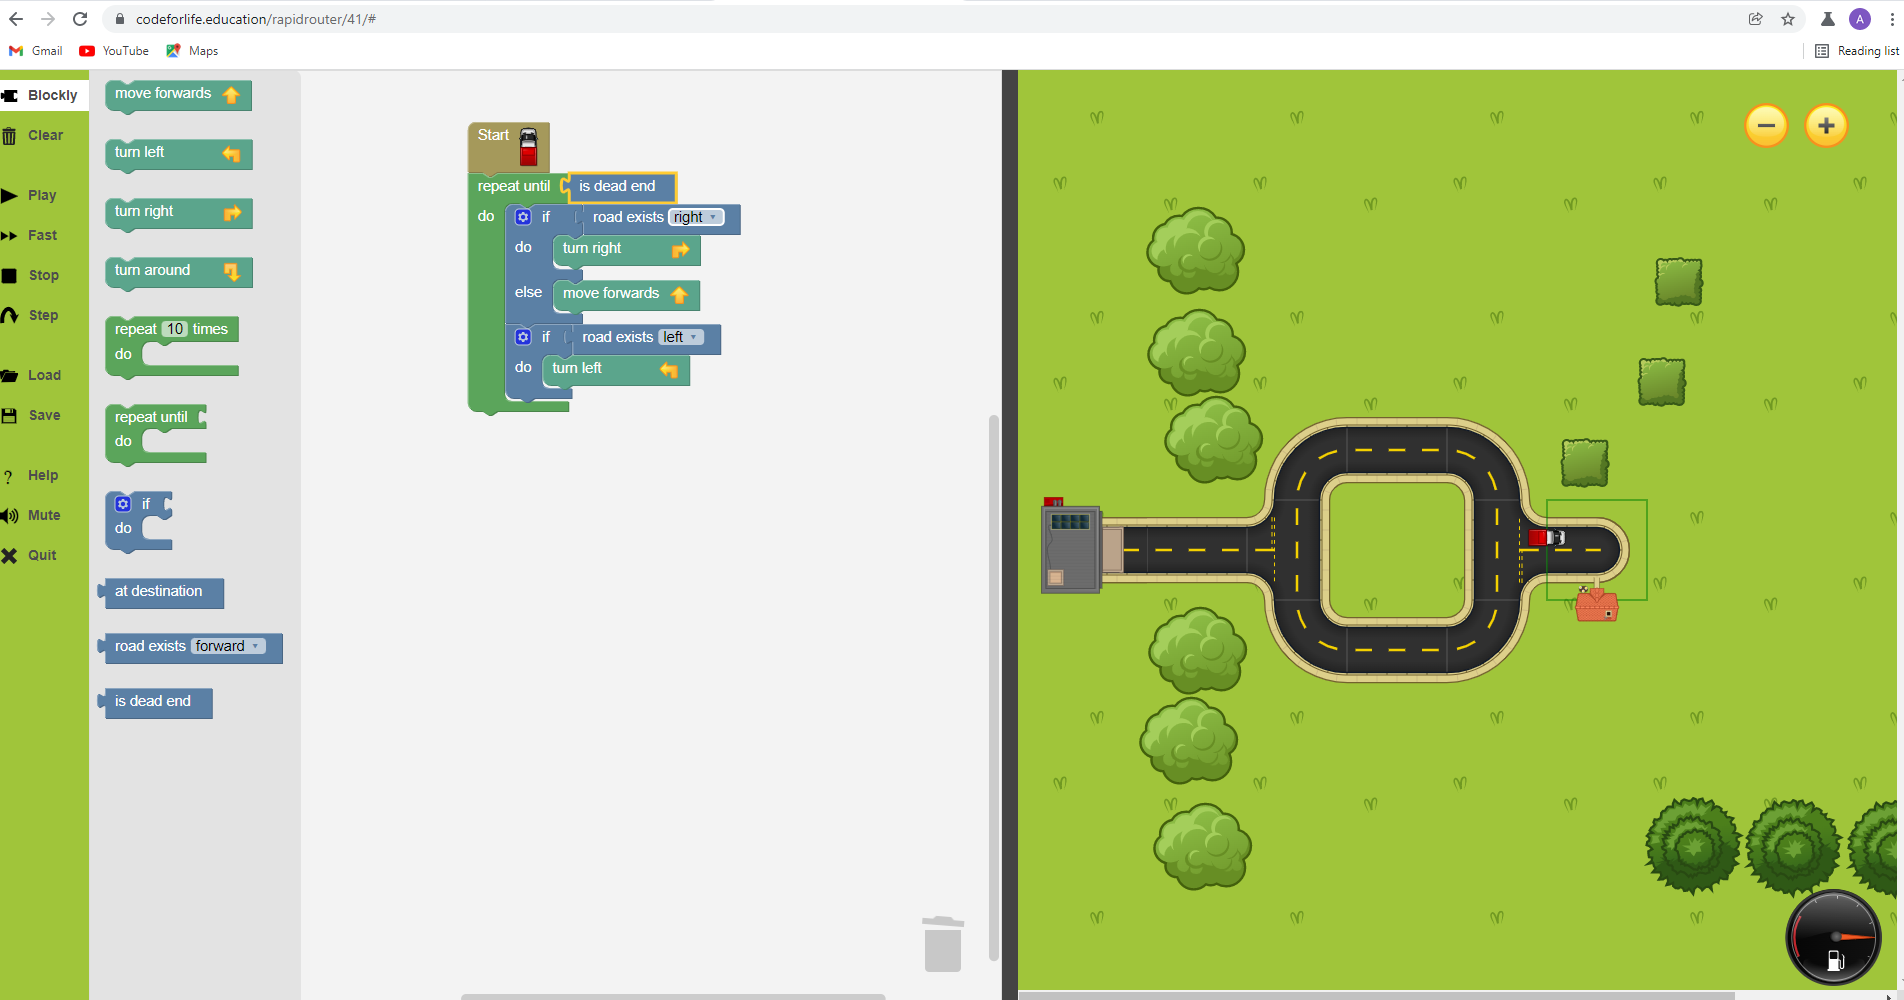 codeforlife.education/rapidrouter/41/#
A
Gmail YouTube Maps Reading list
Blockly
Clear
Play
Fast
Stop
Step
Load
Save
? Help
Mute
Quit
move forwards
turn left
turn right
turn around
repeat 10 times
do
repeat until
do
if
do
at destination
road exists forward
is dead end
Start
repeat until is dead end
do if road exists right
do turn right
else move forwards
if road exists left
do turn left